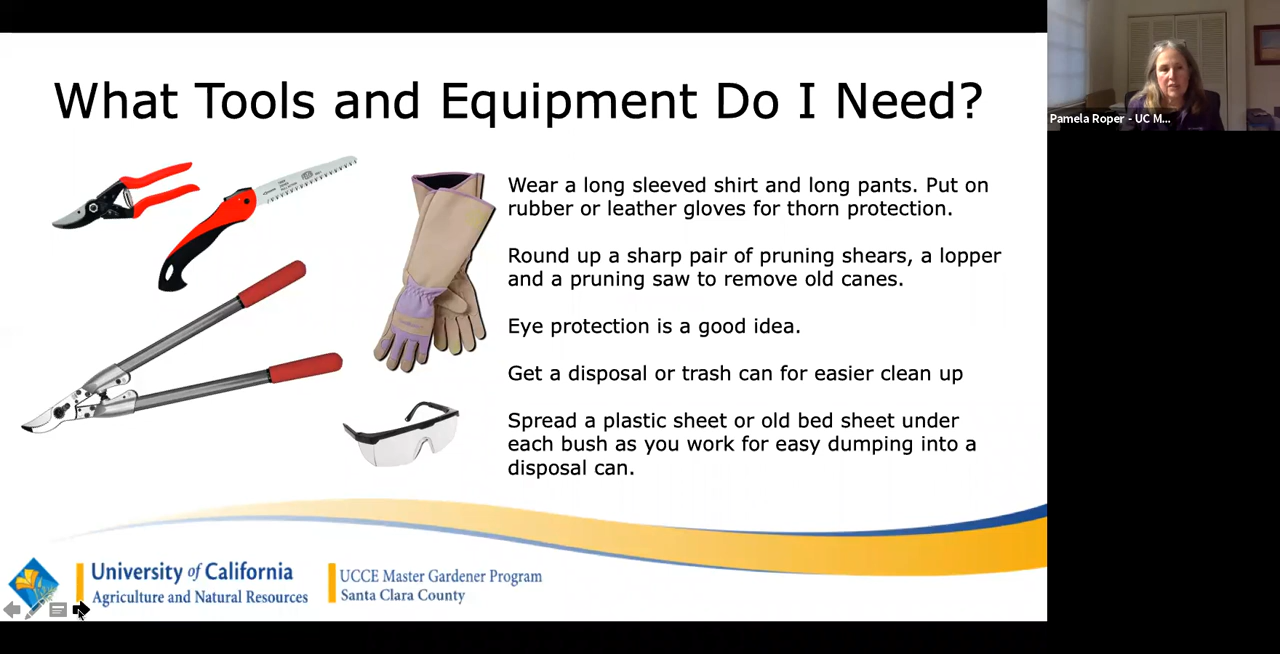 What Tools and Equipment Do I Need?
Pamela Roper - UC M...
Wear a long sleeved shirt and long pants. Put on
rubber or leather gloves for thorn protection.
Round up a sharp pair of pruning shears, a lopper
and a pruning saw to remove old canes.
Eye protection is a good idea.
Get a disposal or trash can for easier clean up
Spread a plastic sheet or old bed sheet under
each bush as you work for easy dumping into a
disposal can.
University of California
Agriculture and Natural Resources
UCCE Master Gardener Program
Santa Clara County